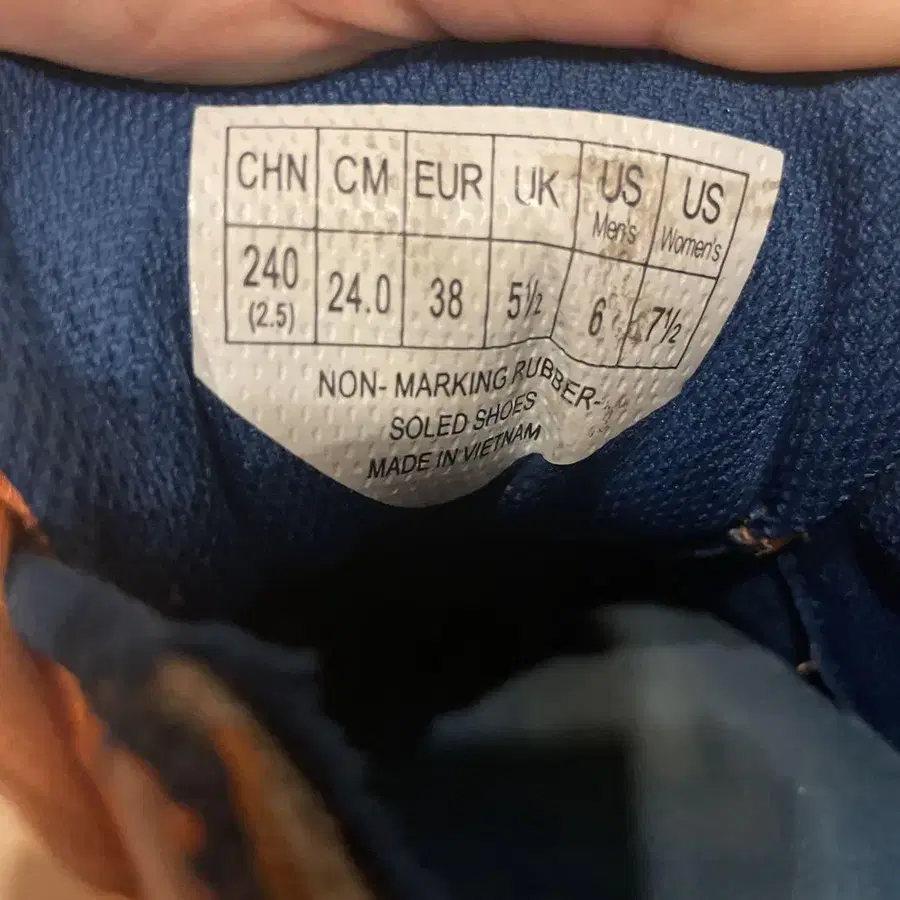 CHN CM EUR UK US Men's US Women's
240 (2.5) 24.0 38 5½ 6 7½
NON- MARKING RUBBER-
SOLED SHOES
MADE IN VIETNAM